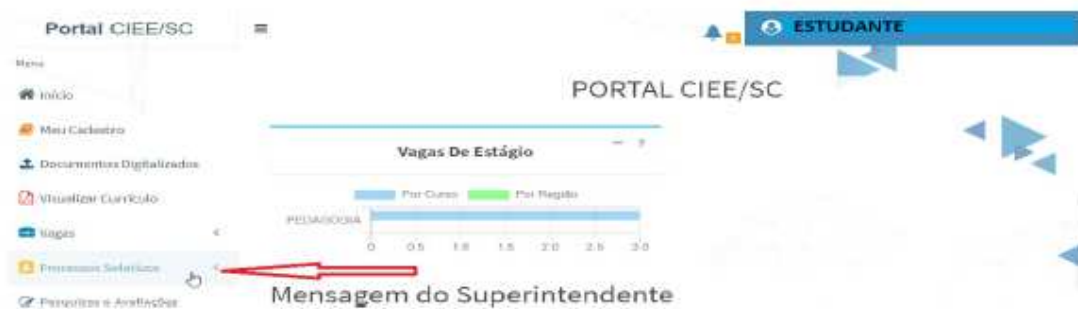 Portal CIEE/SC
ESTUDANTE
Menu
Início
Meu Cadastro
Documentos Digitalizados
Visualizar Currículo
Vagas
Processos Seletivos
Pesquisas e Avaliações
PORTAL CIEE/SC
Vagas De Estágio
Por Curso Por Região
PEDAGOGIA
0 0.5 1.0 1.5 2.0 2.5 3.0
Mensagem do Superintendente